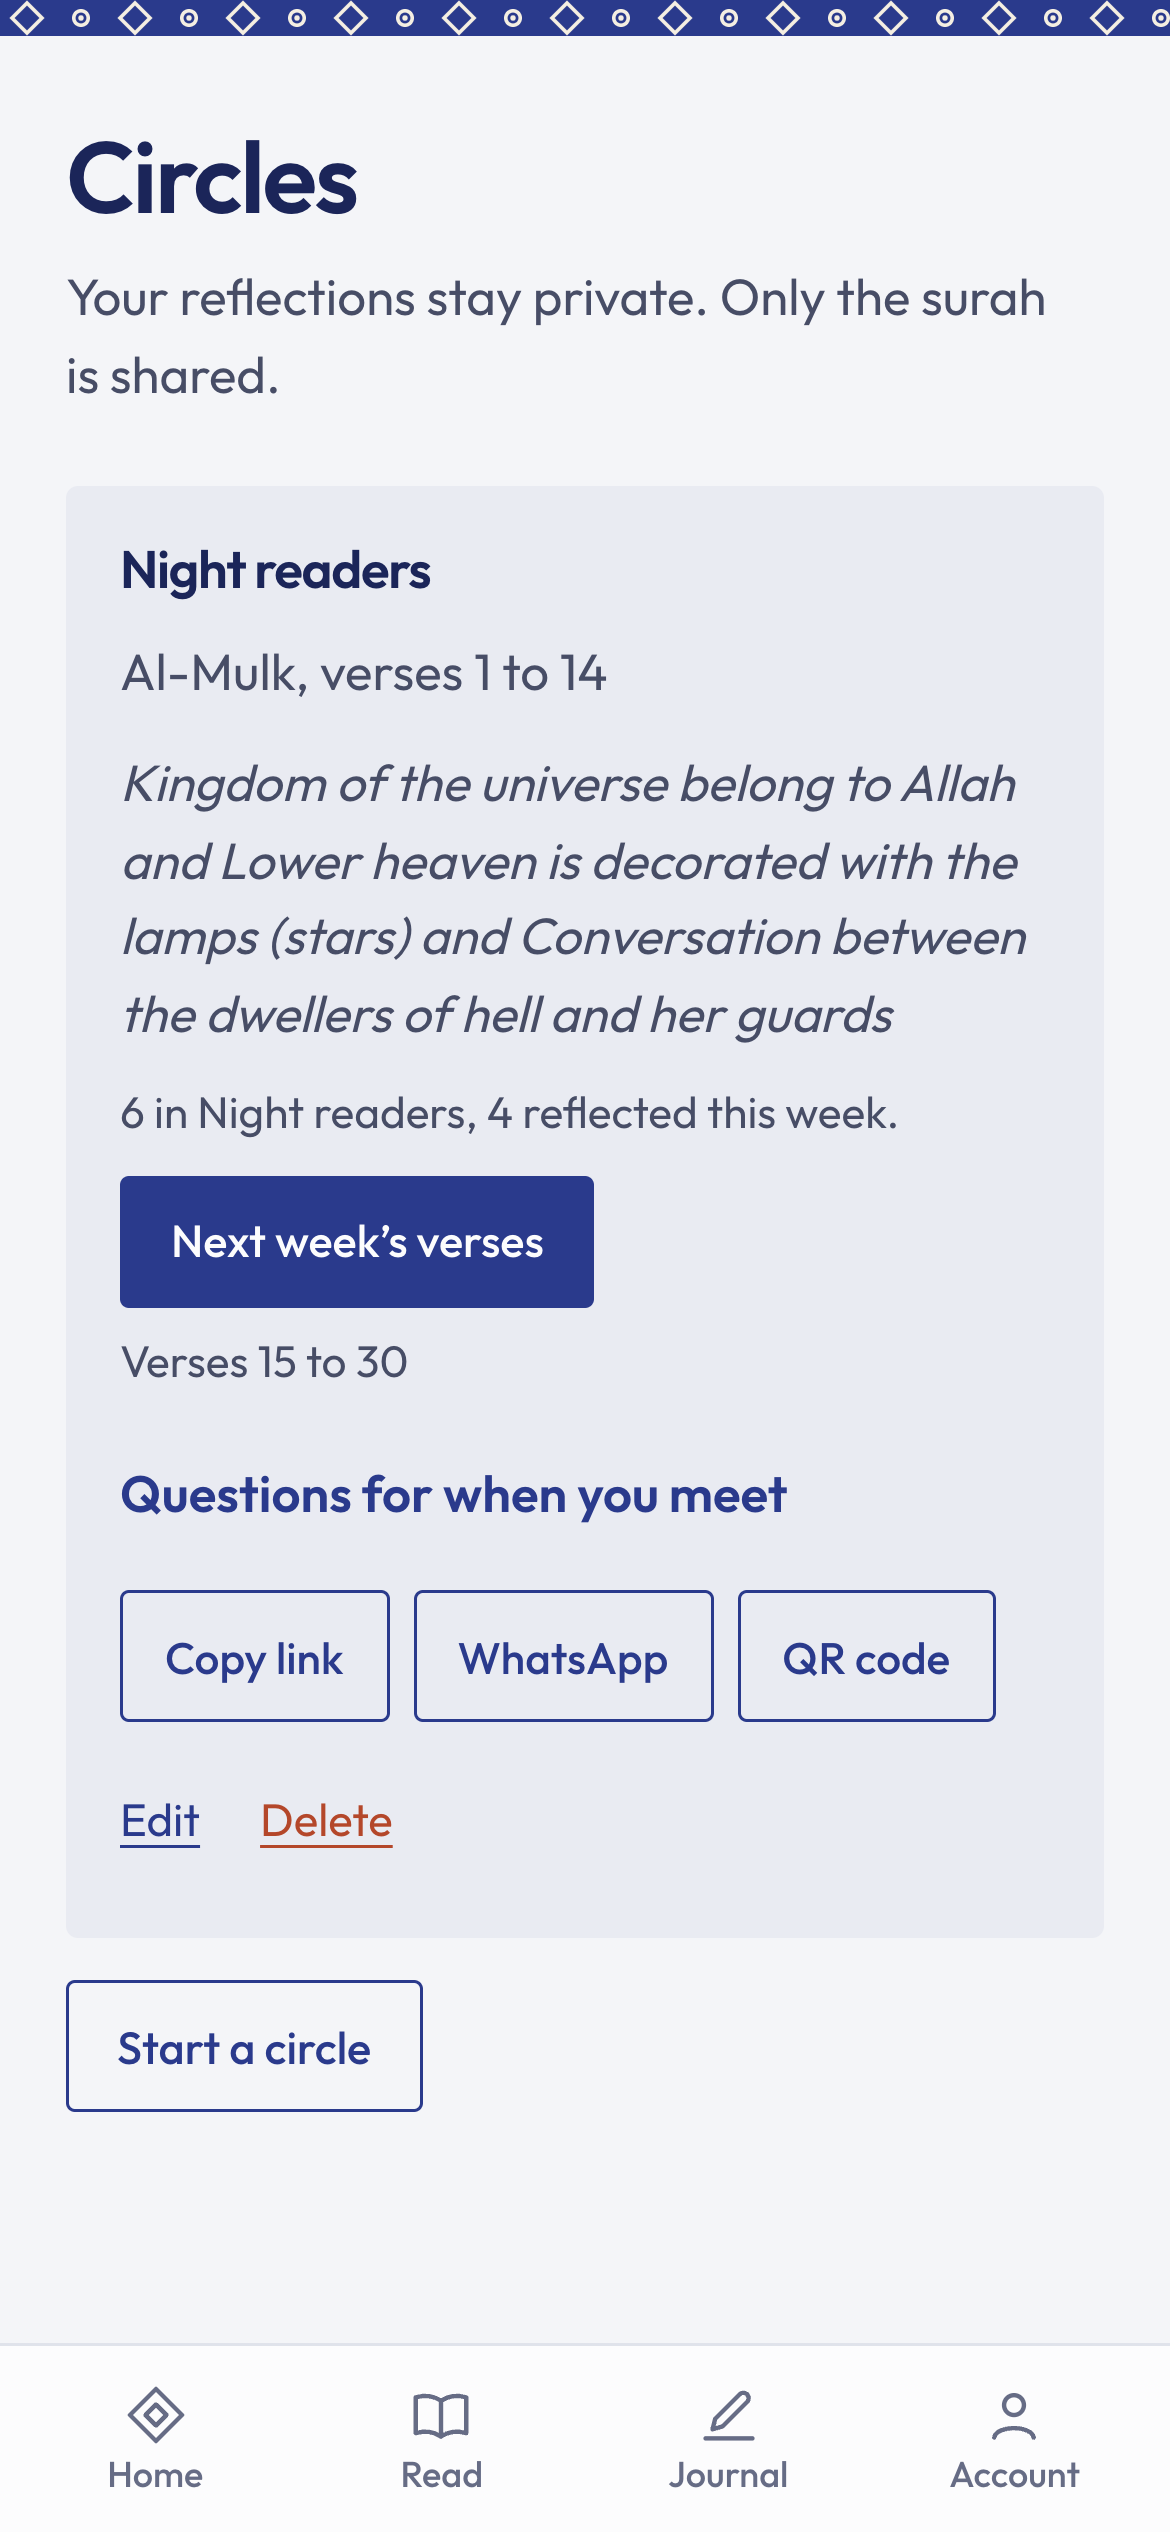 Circles
Your reflections stay private. Only the surah
is shared.
Night readers
Al-Mulk, verses 1 to 14
Kingdom of the universe belong to Allah
and Lower heaven is decorated with the
lamps (stars) and Conversation between
the dwellers of hell and her guards
6 in Night readers, 4 reflected this week.
Next week’s verses
Verses 15 to 30
Questions for when you meet
Copy link WhatsApp QR code
Edit Delete
Start a circle
Home Read Journal Account